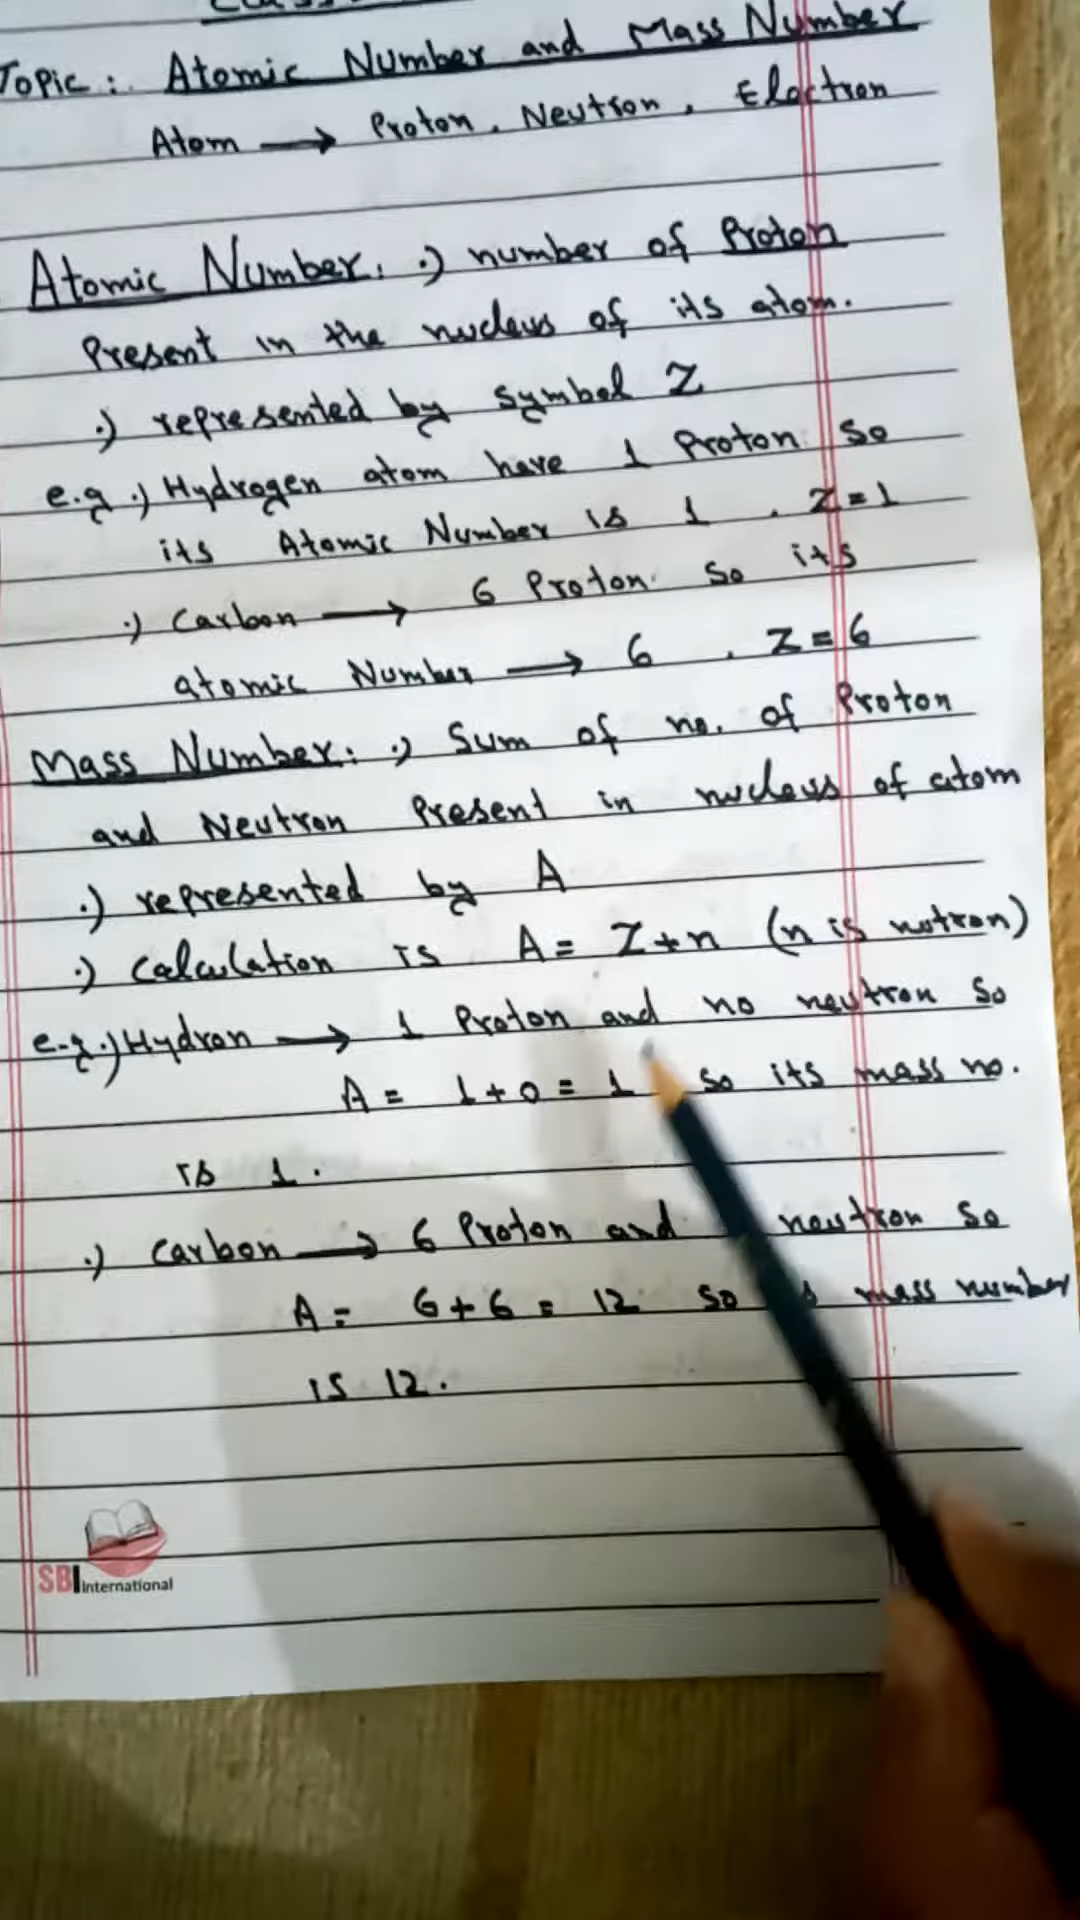 Topic: Atomic Number and Mass Number
Atom → Proton, Neutron, Electron
Atomic Number: ·) number of Proton
Present in the nucleus of its atom.
·) represented by symbol Z
e.g ·) Hydrogen atom have 1 Proton so
its Atomic Number is 1 . Z=1
·) Carbon → 6 Proton. So its
atomic Number → 6 . Z=6
Mass Number: ·) Sum of no. of Proton
and Neutron Present in nucleus of atom
·) represented by A
·) Calculation is A = Z+n (n is nutron)
e.g.·) Hydron → 1 Proton and no neutron so
A = 1+0 = 1 so its mass no.
is 1.
·) Carbon → 6 Proton and neutron so
A = 6+6 = 12 so mass number
is 12.
SBI International